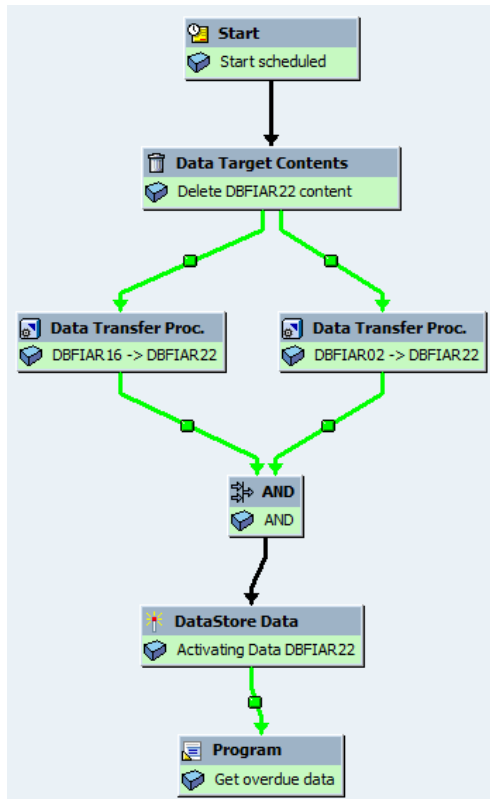 Start
Start scheduled
Data Target Contents
Delete DBFIAR22 content
Data Transfer Proc.
DBFIAR16 -> DBFIAR22
Data Transfer Proc.
DBFIAR02 -> DBFIAR22
AND
AND
DataStore Data
Activating Data DBFIAR22
Program
Get overdue data